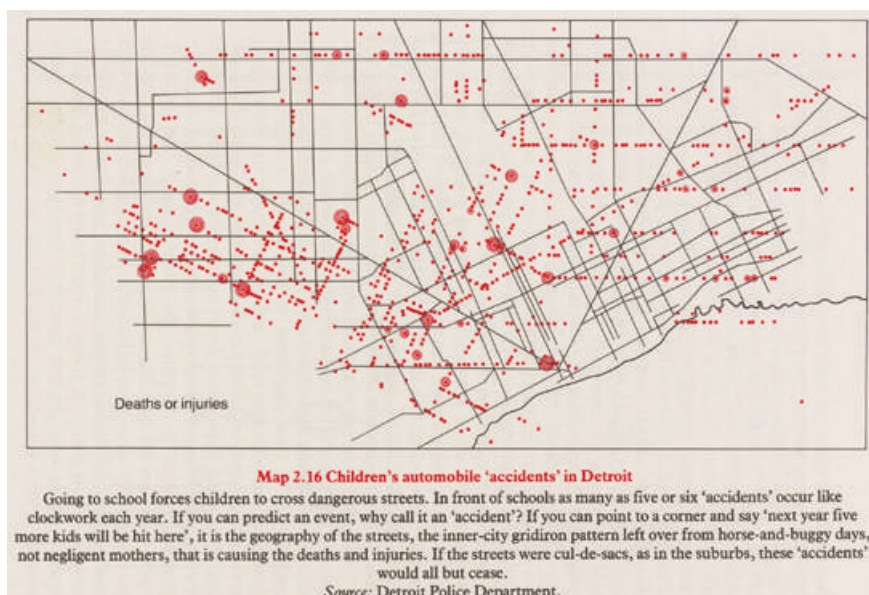 Deaths or injuries
Map 2.16 Children's automobile 'accidents' in Detroit
Going to school forces children to cross dangerous streets. In front of schools as many as five or six 'accidents' occur like
clockwork each year. If you can predict an event, why call it an 'accident'? If you can point to a corner and say 'next year five
more kids will be hit here', it is the geography of the streets, the inner-city gridiron pattern left over from horse-and-buggy days,
not negligent mothers, that is causing the deaths and injuries. If the streets were cul-de-sacs, as in the suburbs, these 'accidents'
would all but cease.
Source: Detroit Police Department.